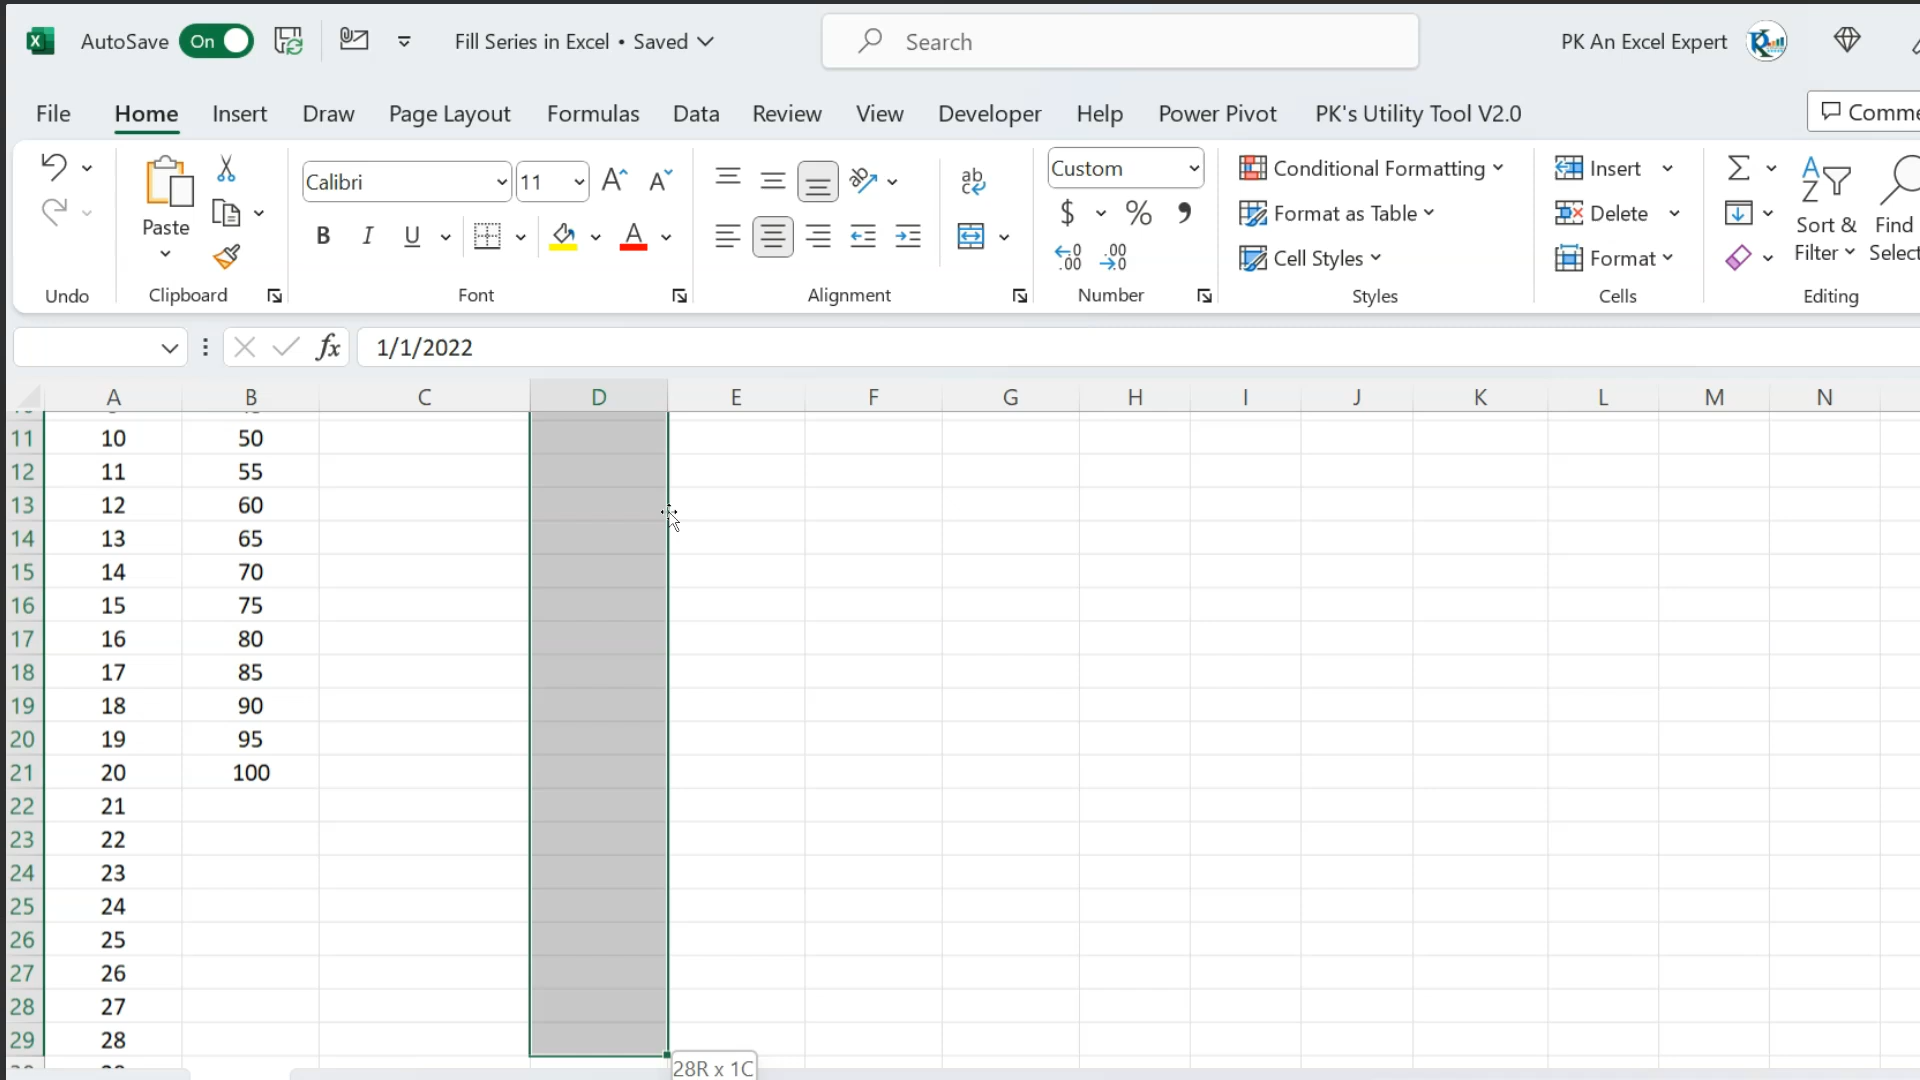 AutoSave On Fill Series in Excel • Saved Search PK An Excel Expert
File Home Insert Draw Page Layout Formulas Data Review View Developer Help Power Pivot PK's Utility Tool V2.0
Paste
Calibri 11
B I U A
ab
Custom
$ % ,
.00 .0
Conditional Formatting
Format as Table
Cell Styles
Insert
Delete
Format
Σ
Sort &
Filter
Find
Undo Clipboard Font Alignment Number Styles Cells Editing
fx 1/1/2022
A B C D E F G H I J K L M N
11 10 50
12 11 55
13 12 60
14 13 65
15 14 70
16 15 75
17 16 80
18 17 85
19 18 90
20 19 95
21 20 100
22 21
23 22
24 23
25 24
26 25
27 26
28 27
29 28
28R x 1C